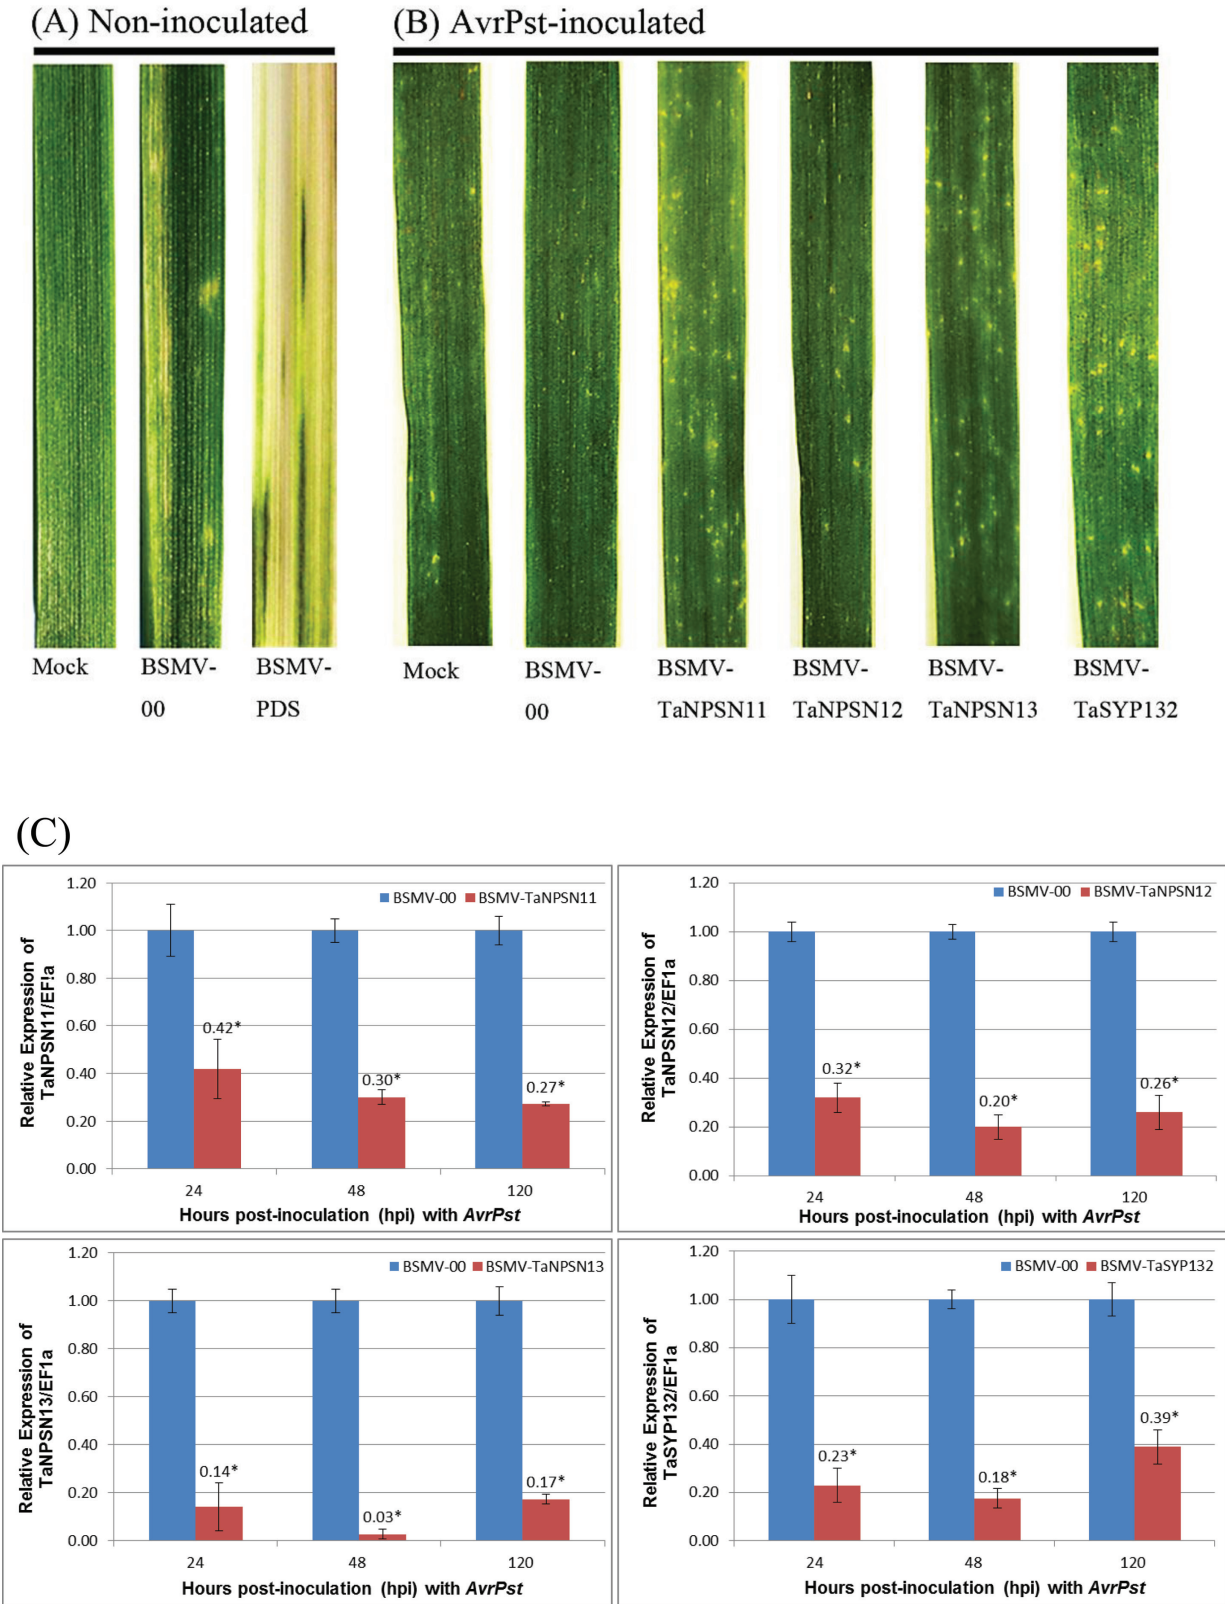 (A) Non-inoculated
(B) AvrPst-inoculated
Mock
BSMV-
00
BSMV-
PDS
Mock
BSMV-
00
BSMV-
TaNPSN11
BSMV-
TaNPSN12
BSMV-
TaNPSN13
BSMV-
TaSYP132
(C)
Relative Expression of
TaNPSN11/EF!a
1.20
1.00
0.80
0.60
0.40
0.20
0.00
BSMV-00 BSMV-TaNPSN11
0.42*
0.30*
0.27*
24 48 120
Hours post-inoculation (hpi) with AvrPst
Relative Expression of
TaNPSN12/EF1a
1.20
1.00
0.80
0.60
0.40
0.20
0.00
BSMV-00 BSMV-TaNPSN12
0.32*
0.20*
0.26*
24 48 120
Hours post-inoculation (hpi) with AvrPst
Relative Expression of
TaNPSN13/EF1a
1.20
1.00
0.80
0.60
0.40
0.20
0.00
BSMV-00 BSMV-TaNPSN13
0.14*
0.03*
0.17*
24 48 120
Hours post-inoculation (hpi) with AvrPst
Relative Expression of
TaSYP132/EF1a
1.20
1.00
0.80
0.60
0.40
0.20
0.00
BSMV-00 BSMV-TaSYP132
0.23*
0.18*
0.39*
24 48 120
Hours post-inoculation (hpi) with AvrPst